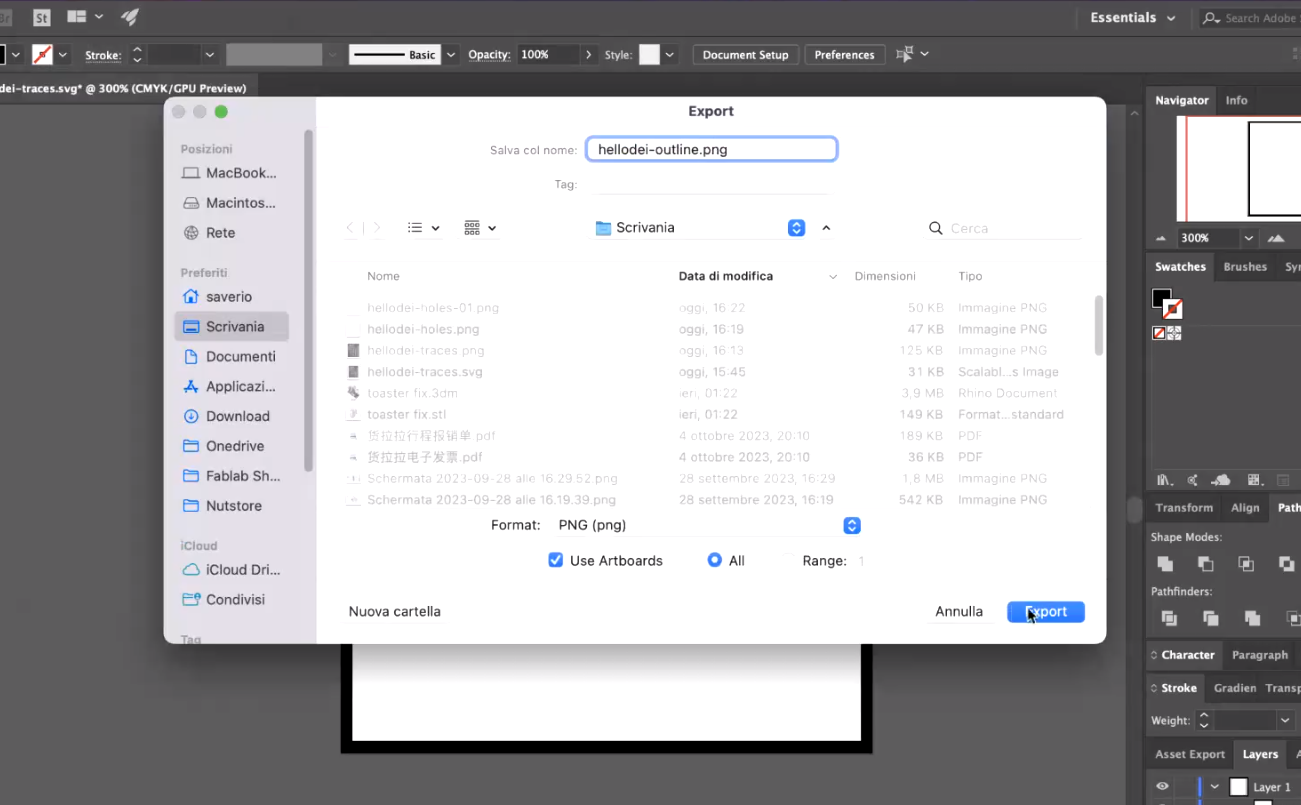 Br St Essentials Search Adobe
Stroke: Basic Opacity: 100% Style: Document Setup Preferences
dei-traces.svg* @ 300% (CMYK/GPU Preview)
Export
Salva col nome: hellodei-outline.png
Tag:
Scrivania Cerca
Posizioni
MacBook...
Macintos...
Rete
Preferiti
saverio
Scrivania
Documenti
Applicazi...
Download
Onedrive
Fablab Sh...
Nutstore
iCloud
iCloud Dri...
Condivisi
Tag
Nome Data di modifica Dimensioni Tipo
hellodei-holes-01.png oggi, 16:22 50 KB Immagine PNG
hellodei-holes.png oggi, 16:19 47 KB Immagine PNG
hellodei-traces.png oggi, 16:13 125 KB Immagine PNG
hellodei-traces.svg oggi, 15:45 31 KB Scalabl...s Image
toaster fix.3dm ieri, 01:22 3,9 MB Rhino Document
toaster fix.stl ieri, 01:22 149 KB Format...standard
货拉拉行程报销单.pdf 4 ottobre 2023, 20:10 189 KB PDF
货拉拉电子发票.pdf 4 ottobre 2023, 20:10 36 KB PDF
Schermata 2023-09-28 alle 16.29.52.png 28 settembre 2023, 16:29 1,8 MB Immagine PNG
Schermata 2023-09-28 alle 16.19.39.png 28 settembre 2023, 16:19 542 KB Immagine PNG
Format: PNG (png)
Use Artboards All Range: 1
Nuova cartella Annulla Export
Navigator Info
300%
Swatches Brushes Syr
Transform Align Path
Shape Modes:
Pathfinders:
Character Paragraph
Stroke Gradien Transp
Weight:
Asset Export Layers A
Layer 1